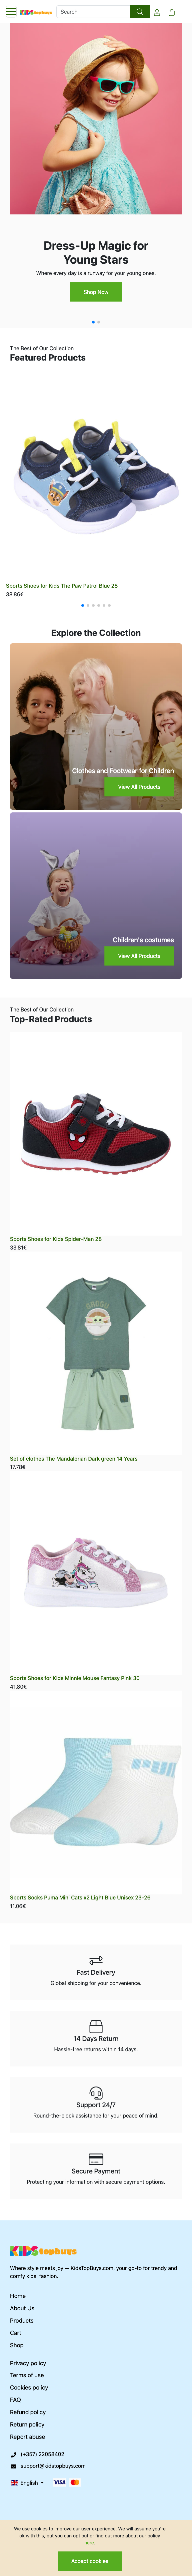 KIDStopbuys
Search
Dress-Up Magic for
Young Stars
Where every day is a runway for your young ones.
Shop Now
The Best of Our Collection
Featured Products
Sports Shoes for Kids The Paw Patrol Blue 28
38.86€
Explore the Collection
Clothes and Footwear for Children
View All Products
Children's costumes
View All Products
The Best of Our Collection
Top-Rated Products
Sports Shoes for Kids Spider-Man 28
33.81€
Set of clothes The Mandalorian Dark green 14 Years
17.78€
Sports Shoes for Kids Minnie Mouse Fantasy Pink 30
41.80€
PUMA
Sports Socks Puma Mini Cats x2 Light Blue Unisex 23-26
11.06€
Fast Delivery
Global shipping for your convenience.
14 Days Return
Hassle-free returns within 14 days.
Support 24/7
Round-the-clock assistance for your peace of mind.
Secure Payment
Protecting your information with secure payment options.
KIDStopbuys
Where style meets joy — KidsTopBuys.com, your go-to for trendy and
comfy kids' fashion.
Home
About Us
Products
Cart
Shop
Privacy policy
Terms of use
Cookies policy
FAQ
Refund policy
Return policy
Report abuse
(+357) 22058402
support@kidstopbuys.com
English
VISA
We use cookies to improve our user experience. We will assume you're
ok with this, but you can opt out or find out more about our policy
here.
Accept cookies